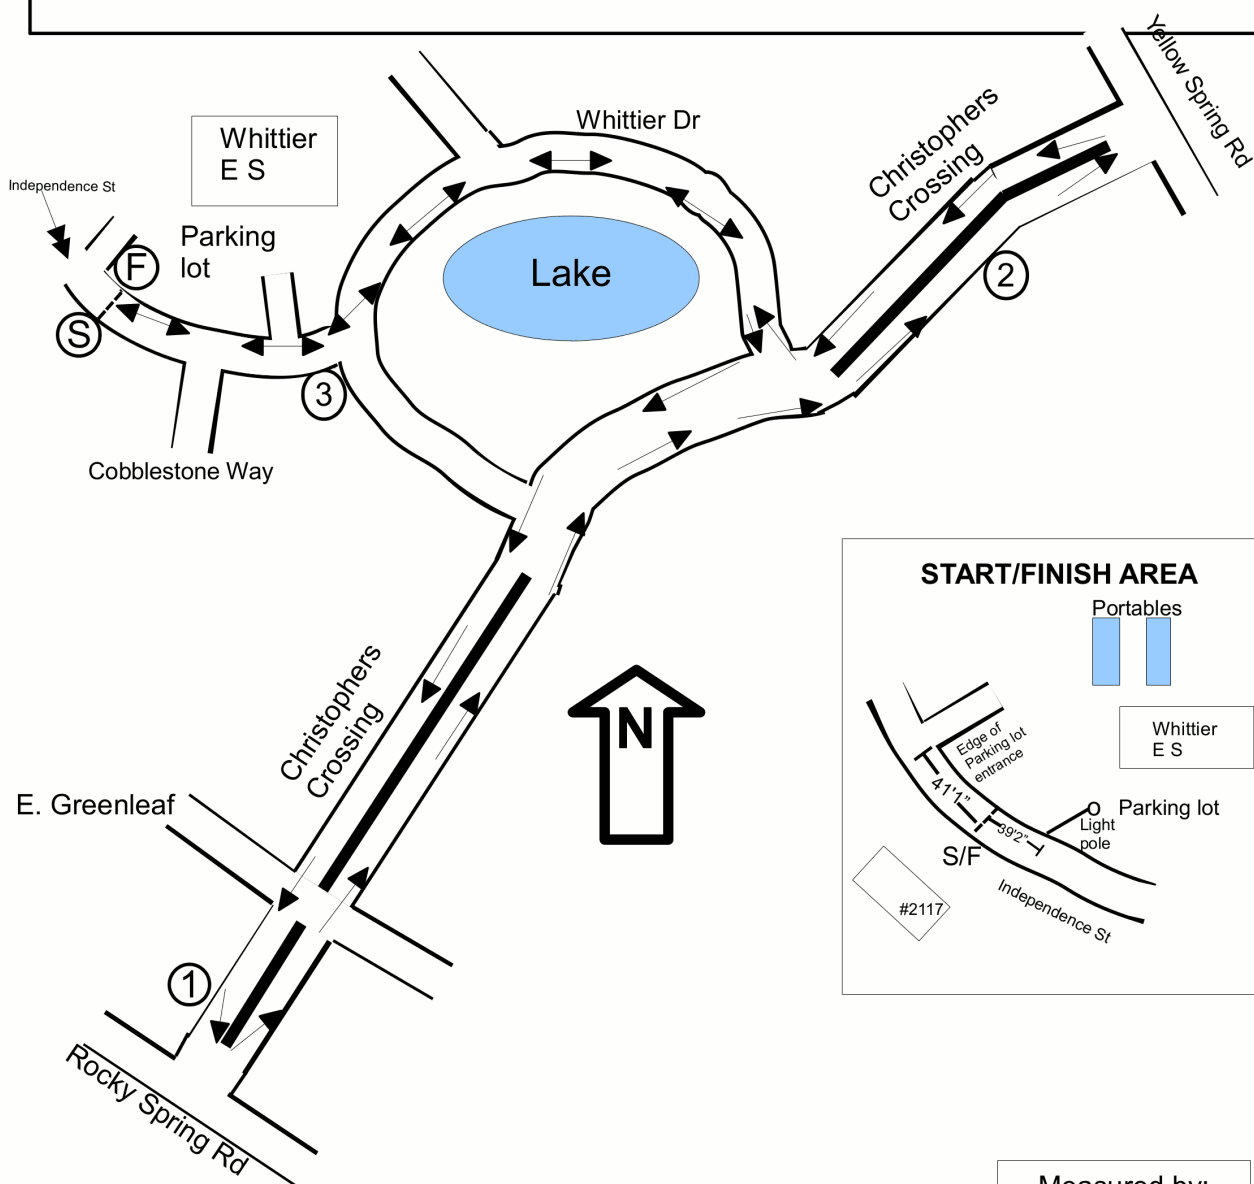 Yellow Spring Rd
Whittier Dr
Christophers
Crossing
Whittier
E S
Independence St
Parking
lot
F
S
Lake
2
3
Cobblestone Way
START/FINISH AREA
Portables
Whittier
E S
Edge of
Parking lot
entrance
41'1"
39'2"
Parking lot
Light
pole
S/F
#2117
Independence St
N
Christophers
Crossing
E. Greenleaf
1
Rocky Spring Rd
Measured by: